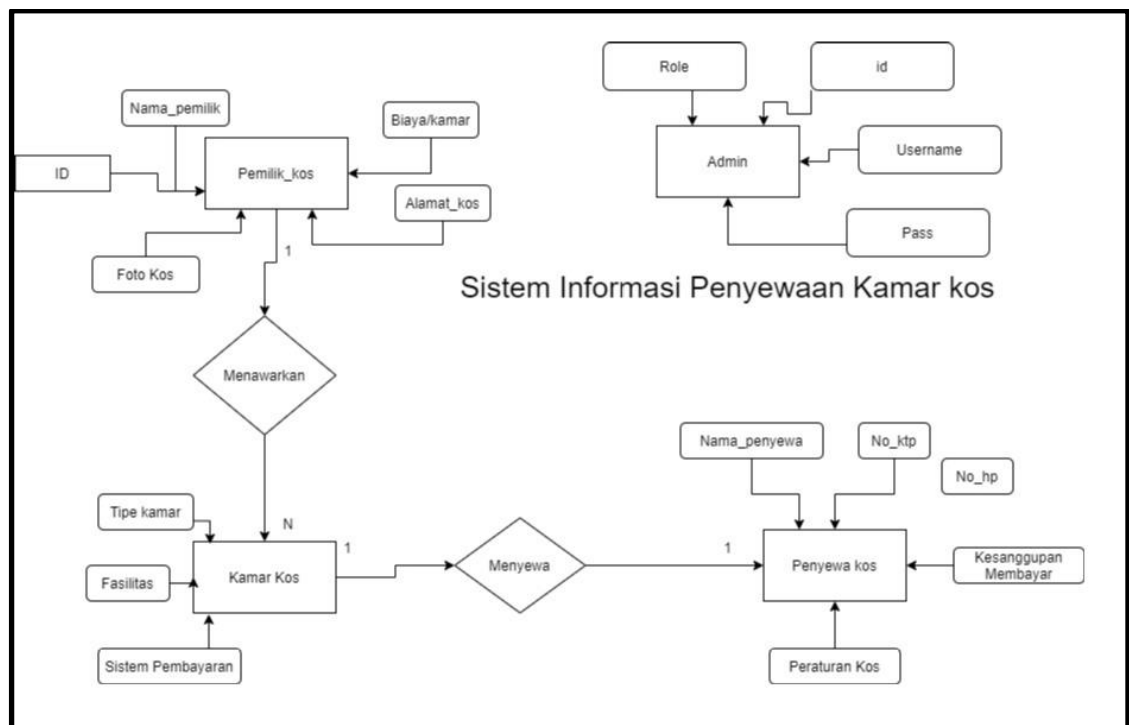 Role
id
Nama_pemilik
Biaya/kamar
Username
Admin
ID
Pemilik_kos
Alamat_kos
Pass
1
Foto Kos
Sistem Informasi Penyewaan Kamar kos
Menawarkan
Nama_penyewa
No_ktp
No_hp
Tipe kamar
N
1
1
Menyewa
Penyewa kos
Kesanggupan
Membayar
Fasilitas
Kamar Kos
Sistem Pembayaran
Peraturan Kos